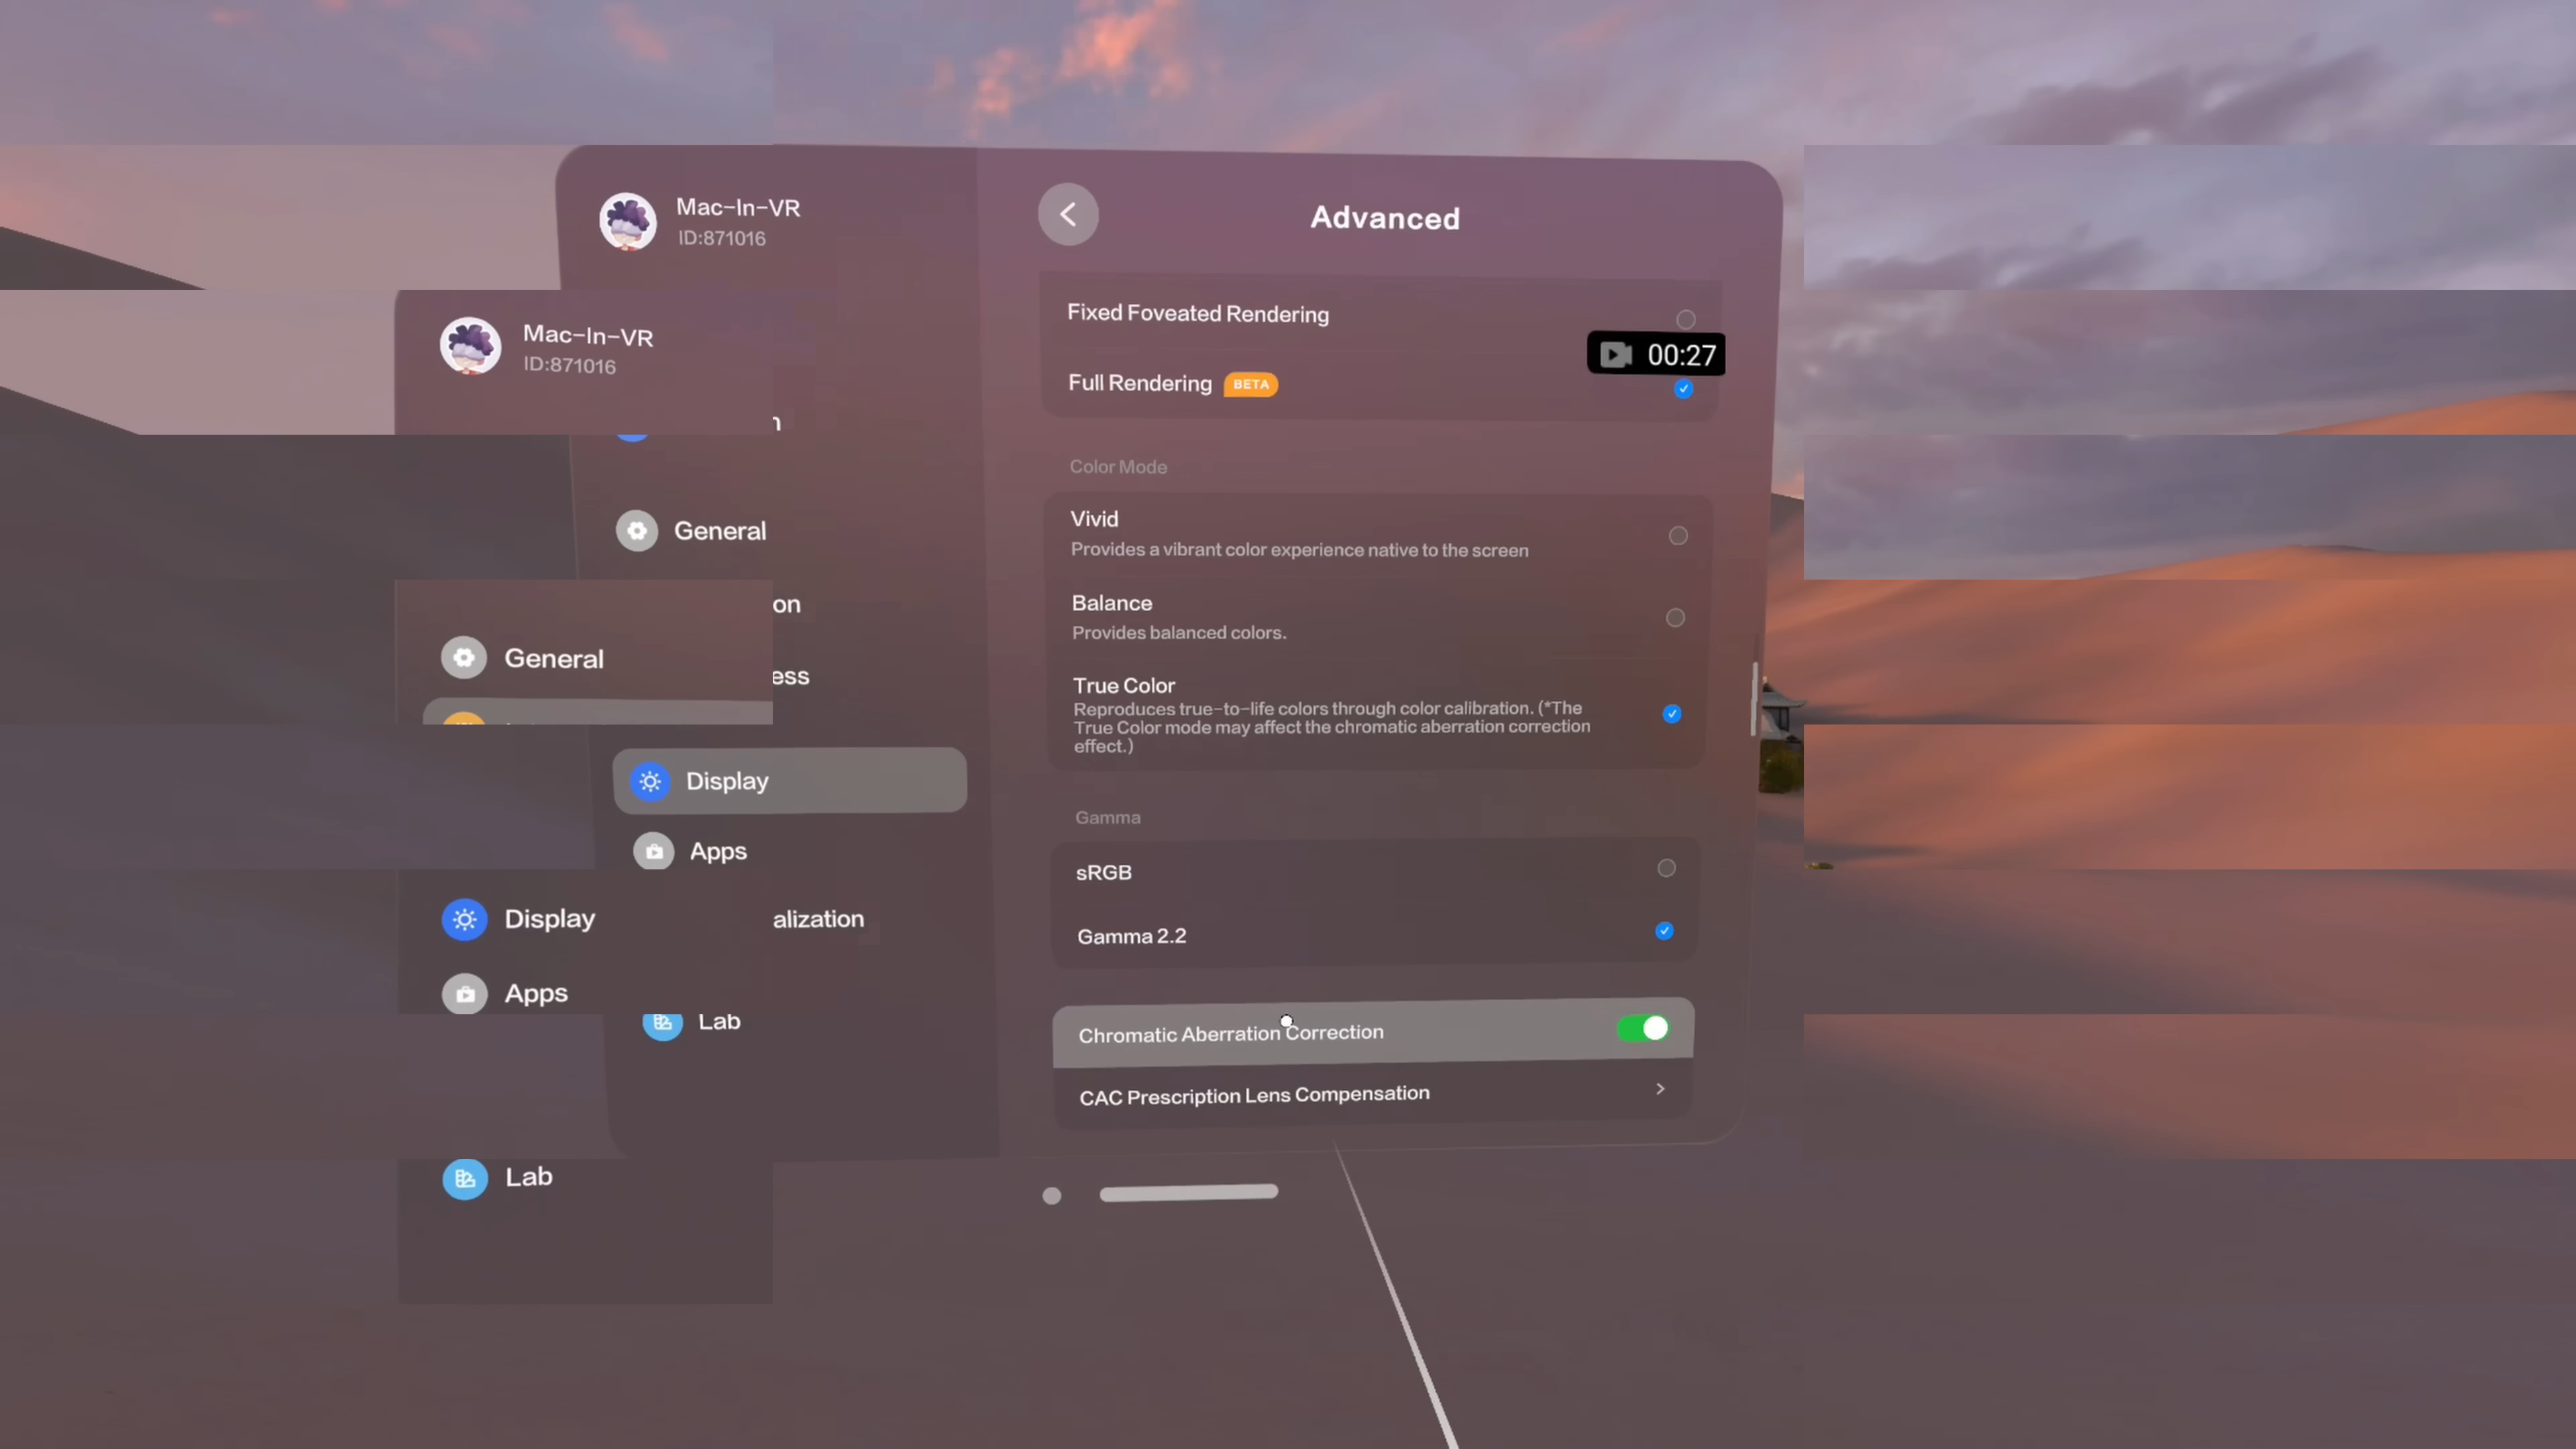 Mac-In-VR
ID:871016
Mac-In-VR
ID:871016
n
General
on
General
ess
Display
Apps
Display
alization
Apps
Lab
Lab
Advanced
Fixed Foveated Rendering
00:27
Full Rendering BETA
Color Mode
Vivid
Provides a vibrant color experience native to the screen
Balance
Provides balanced colors.
True Color
Reproduces true-to-life colors through color calibration. (*The
True Color mode may affect the chromatic aberration correction
effect.)
Gamma
sRGB
Gamma 2.2
Chromatic Aberration Correction
CAC Prescription Lens Compensation